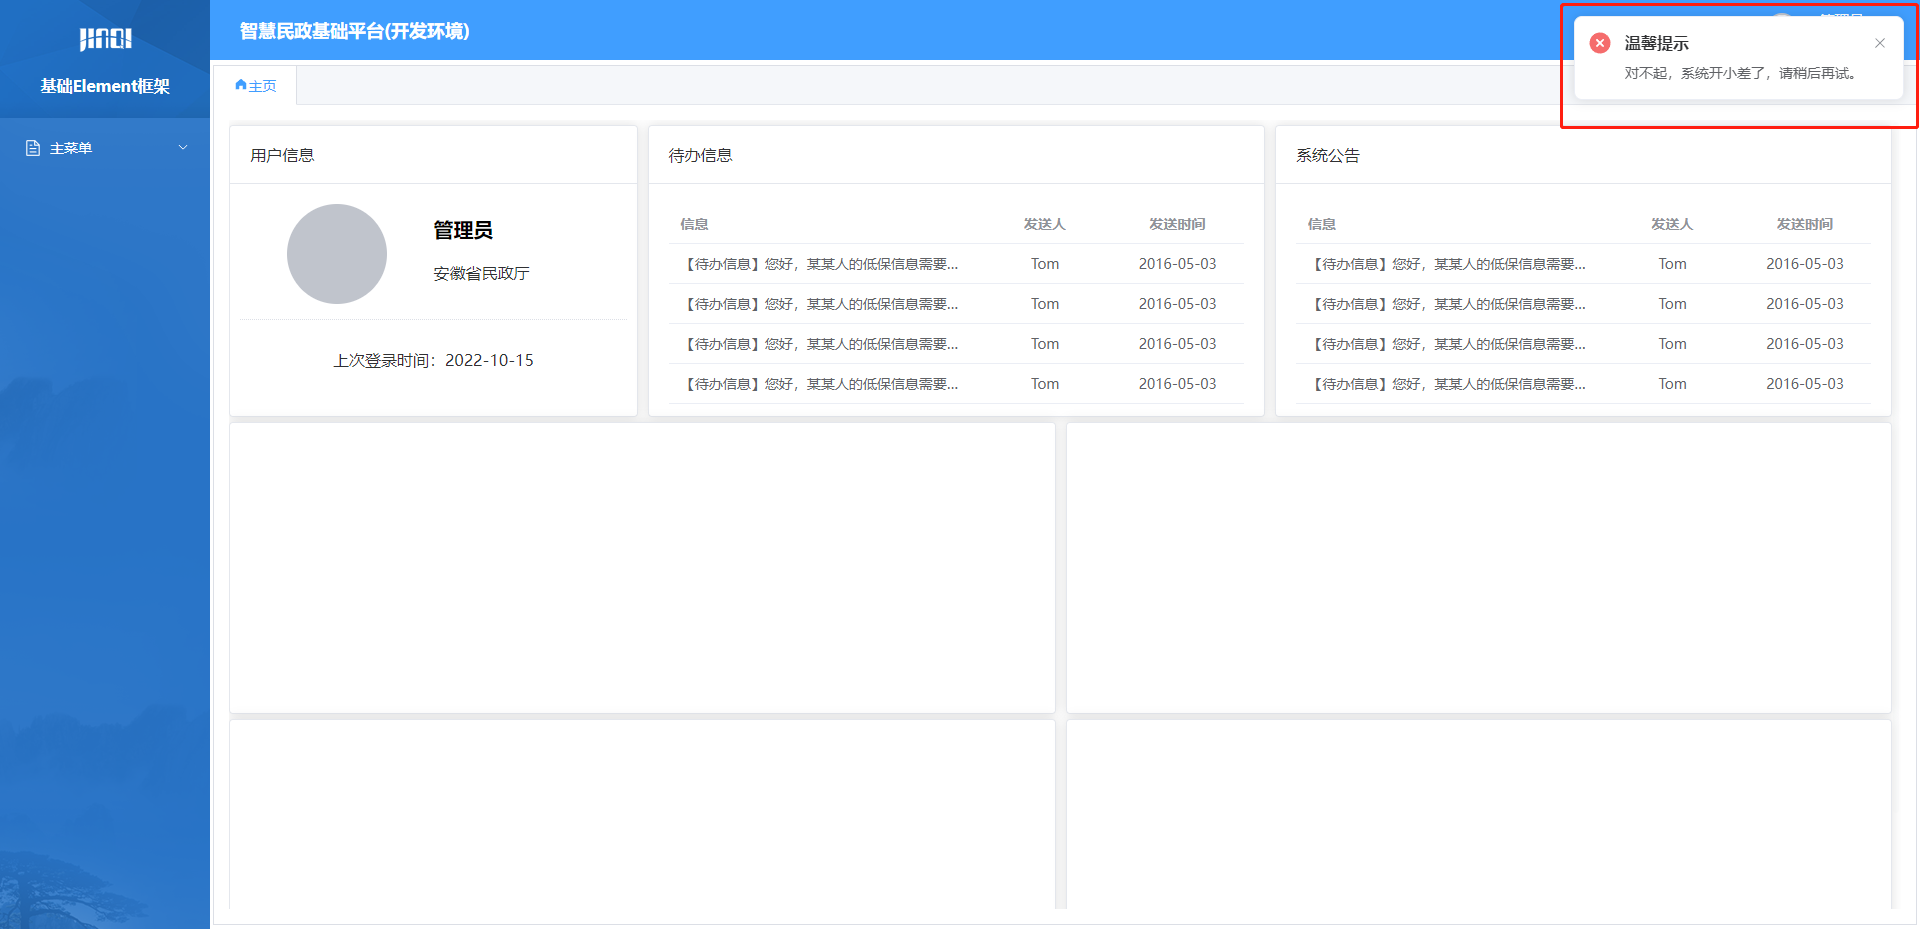 JINQI
基础Element框架
主菜单
智慧民政基础平台(开发环境)
温馨提示
对不起，系统开小差了，请稍后再试。
主页
用户信息
管理员
安徽省民政厅
上次登录时间：2022-10-15
待办信息
信息 发送人 发送时间
【待办信息】您好，某某人的低保信息需要... Tom 2016-05-03
【待办信息】您好，某某人的低保信息需要... Tom 2016-05-03
【待办信息】您好，某某人的低保信息需要... Tom 2016-05-03
【待办信息】您好，某某人的低保信息需要... Tom 2016-05-03
系统公告
信息 发送人 发送时间
【待办信息】您好，某某人的低保信息需要... Tom 2016-05-03
【待办信息】您好，某某人的低保信息需要... Tom 2016-05-03
【待办信息】您好，某某人的低保信息需要... Tom 2016-05-03
【待办信息】您好，某某人的低保信息需要... Tom 2016-05-03